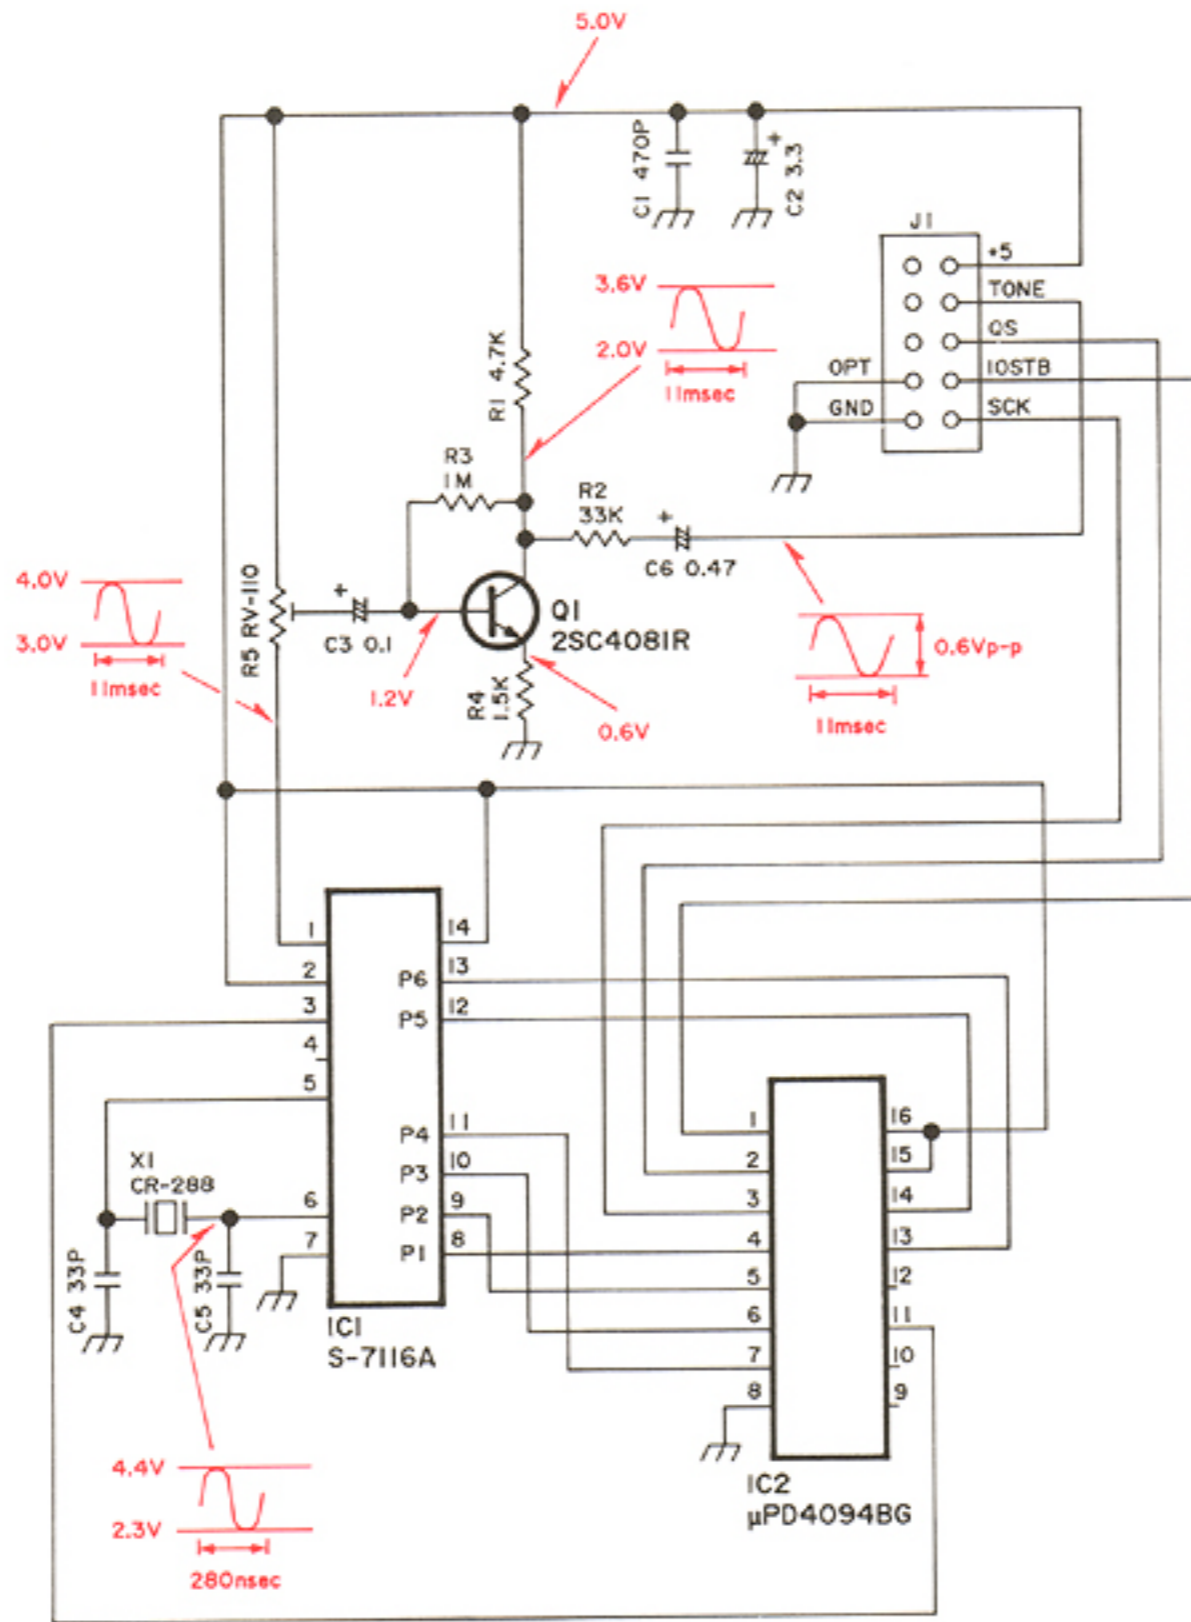 5.0V
C1 470P
C2 3.3
+
J1
+5
TONE
QS
IOSTB
SCK
OPT
GND
3.6V
2.0V
11msec
R1 4.7K
R3
1M
R2
33K
+
C6 0.47
4.0V
3.0V
11msec
R5 RV-110
+
C3 0.1
Q1
2SC4081R
1.2V
R4
1.5K
0.6V
0.6Vp-p
11msec
1
2
3
4
5
6
7
14
13
12
11
10
9
8
P6
P5
P4
P3
P2
P1
IC1
S-7116A
X1
CR-288
C4 33P
C5 33P
4.4V
2.3V
280nsec
1
2
3
4
5
6
7
8
16
15
14
13
12
11
10
9
IC2
μPD4094BG